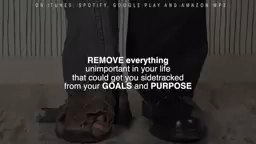 ON ITUNES, SPOTIFY, GOOGLE PLAY AND AMAZON MP3
REMOVE everything
unimportant in your life
that could get you sidetracked
from your GOALS and PURPOSE